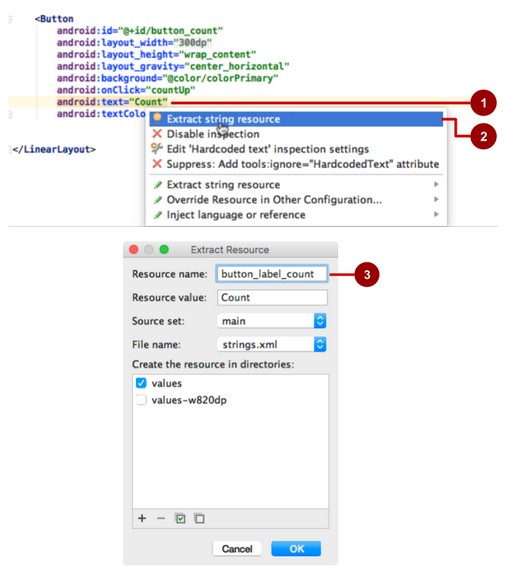 <Button
android:id="@+id/button_count"
android:layout_width="300dp"
android:layout_height="wrap_content"
android:layout_gravity="center_horizontal"
android:background="@color/colorPrimary"
android:onClick="countUp"
android:text="Count"
1
android:textColo
Extract string resource
2
Disable inspection
Edit 'Hardcoded text' inspection settings
</LinearLayout>
Suppress: Add tools:ignore="HardcodedText" attribute
Extract string resource
Override Resource in Other Configuration...
Inject language or reference
Extract Resource
Resource name: button_label_count
3
Resource value: Count
Source set: main
File name: strings.xml
Create the resource in directories:
values
values-w820dp
+ −
Cancel OK